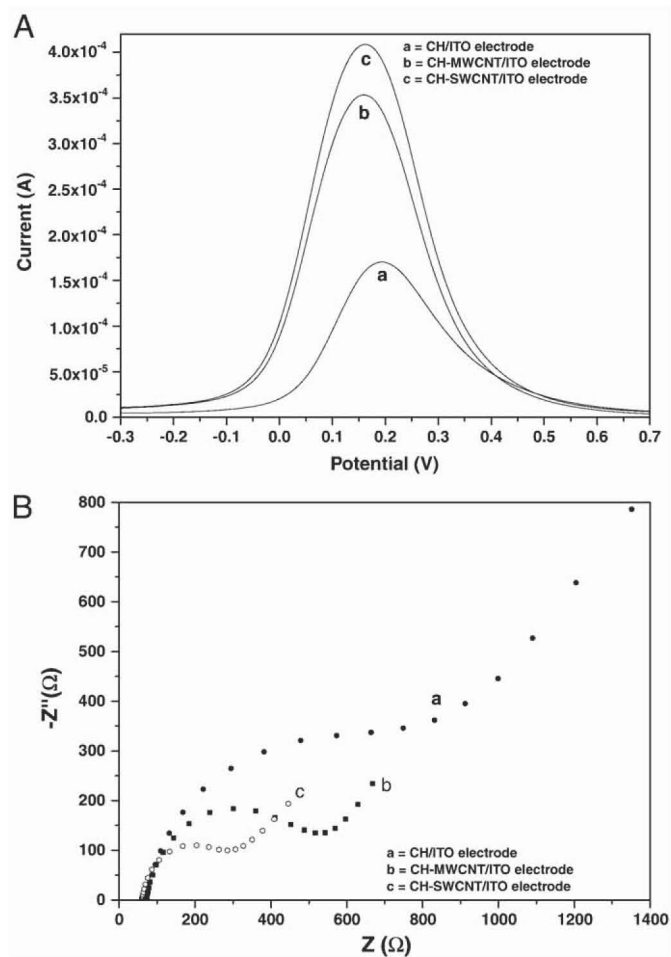 A
a = CH/ITO electrode
b = CH-MWCNT/ITO electrode
c = CH-SWCNT/ITO electrode
c
b
a
4.0x10⁻⁴
3.5x10⁻⁴
3.0x10⁻⁴
2.5x10⁻⁴
2.0x10⁻⁴
1.5x10⁻⁴
1.0x10⁻⁴
5.0x10⁻⁵
0.0
Current (A)
-0.3 -0.2 -0.1 0.0 0.1 0.2 0.3 0.4 0.5 0.6 0.7
Potential (V)
B
800
700
600
500
400
300
200
100
0
-Z"(Ω)
a
b
c
a = CH/ITO electrode
b = CH-MWCNT/ITO electrode
c = CH-SWCNT/ITO electrode
0 200 400 600 800 1000 1200 1400
Z (Ω)